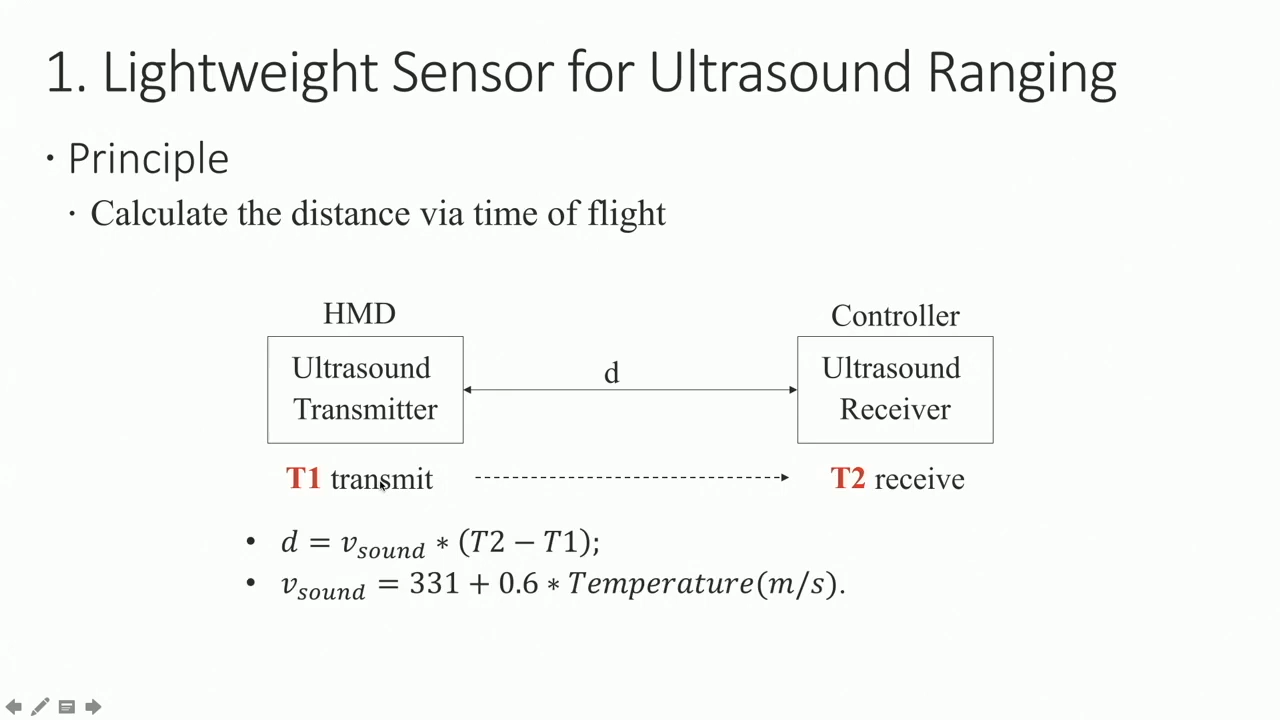 1. Lightweight Sensor for Ultrasound Ranging
· Principle
· Calculate the distance via time of flight
HMD
Controller
Ultrasound
Transmitter
d
Ultrasound
Receiver
T1 transmit
T2 receive
• d = v_sound * (T2 − T1);
• v_sound = 331 + 0.6 * Temperature(m/s).